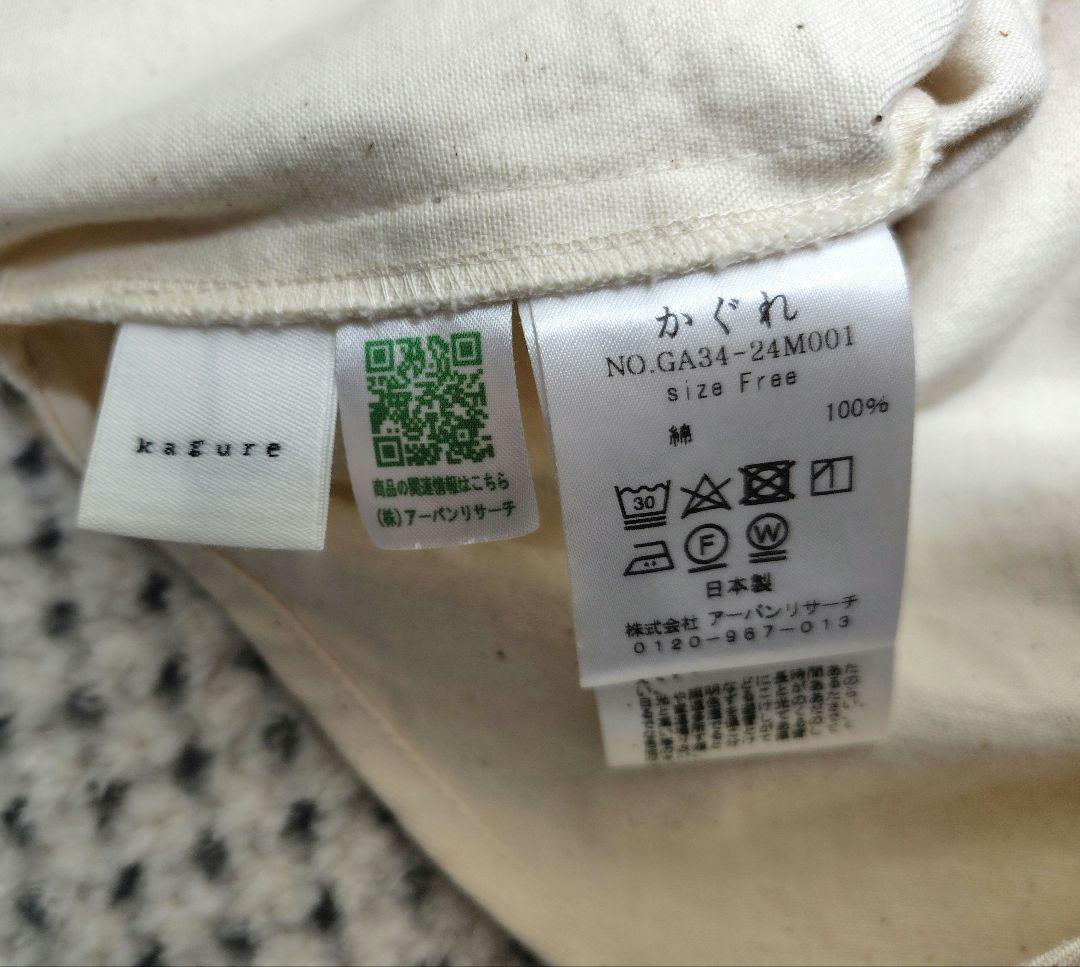 kagure
商品の関連情報はこちら
(株)アーバンリサーチ
かぐれ
NO.GA34-24M001
size Free
綿 100%
30
F
W
日本製
株式会社 アーバンリサーチ
0120-967-013